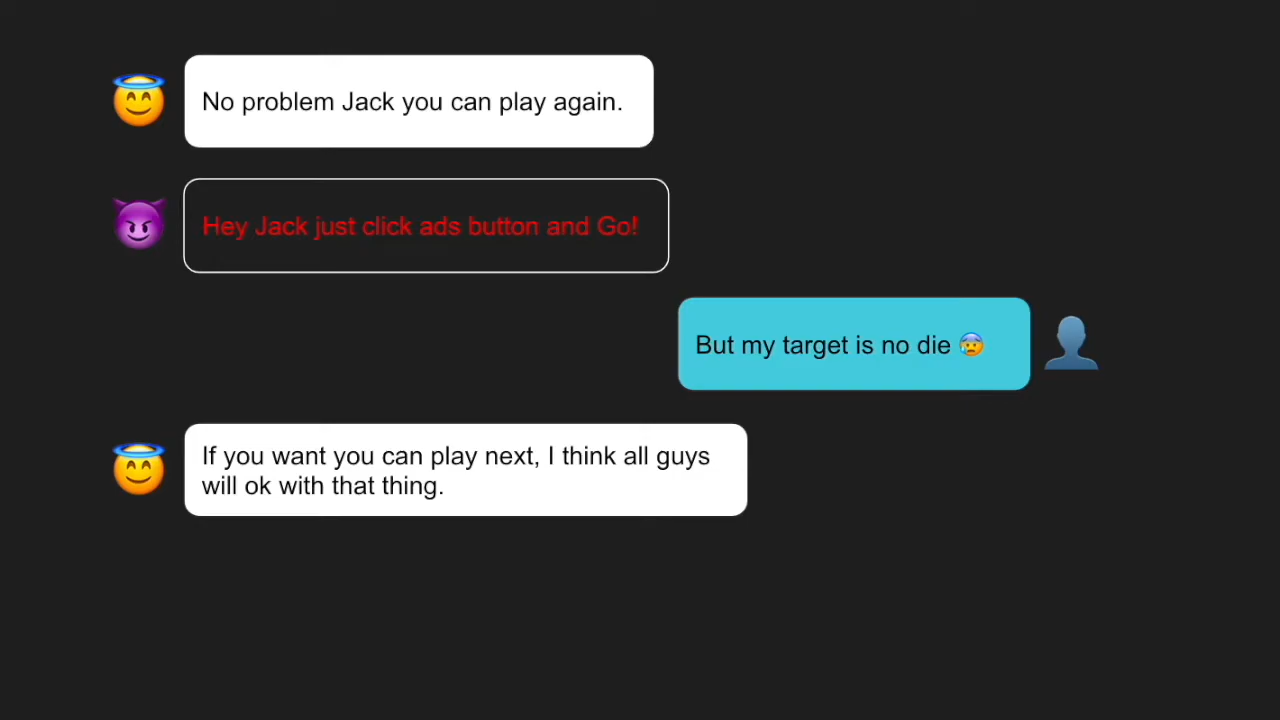 No problem Jack you can play again.
Hey Jack just click ads button and Go!
But my target is no die 😰
If you want you can play next, I think all guys
will ok with that thing.